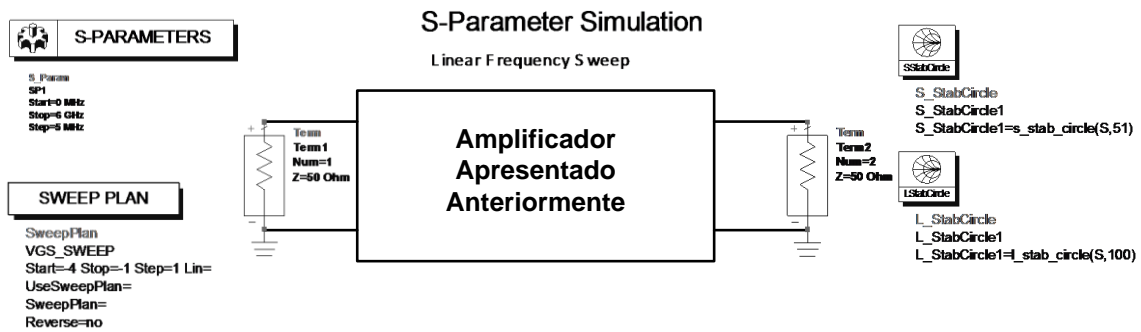 S-Parameter Simulation
Linear Frequency Sweep
S-PARAMETERS
S_Param
SP1
Start=0 MHz
Stop=6 GHz
Step=5 MHz
SWEEP PLAN
SweepPlan
VGS_SWEEP
Start=-4 Stop=-1 Step=1 Lin=
UseSweepPlan=
SweepPlan=
Reverse=no
+
Term
Term1
Num=1
Z=50 Ohm
-
Amplificador
Apresentado
Anteriormente
+
Term
Term2
Num=2
Z=50 Ohm
-
SStabCircle
S_StabCircle
S_StabCircle1
S_StabCircle1=s_stab_circle(S,51)
LStabCircle
L_StabCircle
L_StabCircle1
L_StabCircle1=l_stab_circle(S,100)